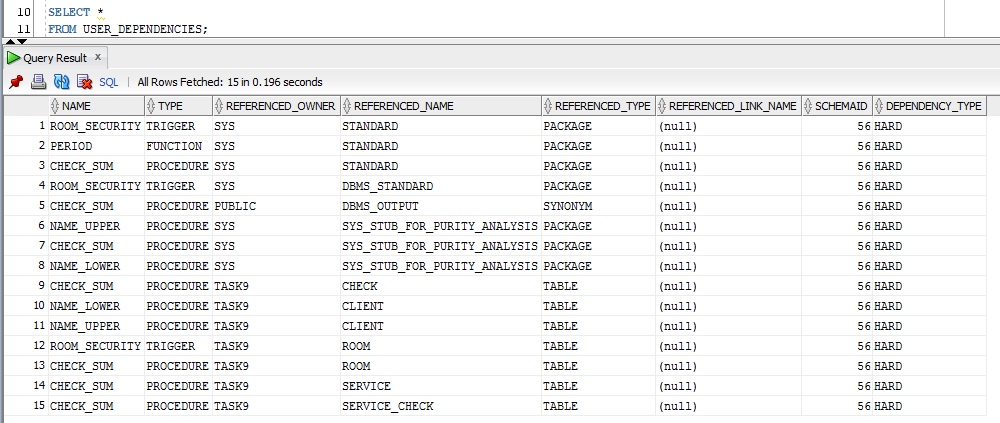 10 SELECT *
11 FROM USER_DEPENDENCIES;
Query Result x
SQL | All Rows Fetched: 15 in 0.196 seconds
NAME TYPE REFERENCED_OWNER REFERENCED_NAME REFERENCED_TYPE REFERENCED_LINK_NAME SCHEMAID DEPENDENCY_TYPE
1 ROOM_SECURITY TRIGGER SYS STANDARD PACKAGE (null) 56 HARD
2 PERIOD FUNCTION SYS STANDARD PACKAGE (null) 56 HARD
3 CHECK_SUM PROCEDURE SYS STANDARD PACKAGE (null) 56 HARD
4 ROOM_SECURITY TRIGGER SYS DBMS_STANDARD PACKAGE (null) 56 HARD
5 CHECK_SUM PROCEDURE PUBLIC DBMS_OUTPUT SYNONYM (null) 56 HARD
6 NAME_UPPER PROCEDURE SYS SYS_STUB_FOR_PURITY_ANALYSIS PACKAGE (null) 56 HARD
7 CHECK_SUM PROCEDURE SYS SYS_STUB_FOR_PURITY_ANALYSIS PACKAGE (null) 56 HARD
8 NAME_LOWER PROCEDURE SYS SYS_STUB_FOR_PURITY_ANALYSIS PACKAGE (null) 56 HARD
9 CHECK_SUM PROCEDURE TASK9 CHECK TABLE (null) 56 HARD
10 NAME_LOWER PROCEDURE TASK9 CLIENT TABLE (null) 56 HARD
11 NAME_UPPER PROCEDURE TASK9 CLIENT TABLE (null) 56 HARD
12 ROOM_SECURITY TRIGGER TASK9 ROOM TABLE (null) 56 HARD
13 CHECK_SUM PROCEDURE TASK9 ROOM TABLE (null) 56 HARD
14 CHECK_SUM PROCEDURE TASK9 SERVICE TABLE (null) 56 HARD
15 CHECK_SUM PROCEDURE TASK9 SERVICE_CHECK TABLE (null) 56 HARD